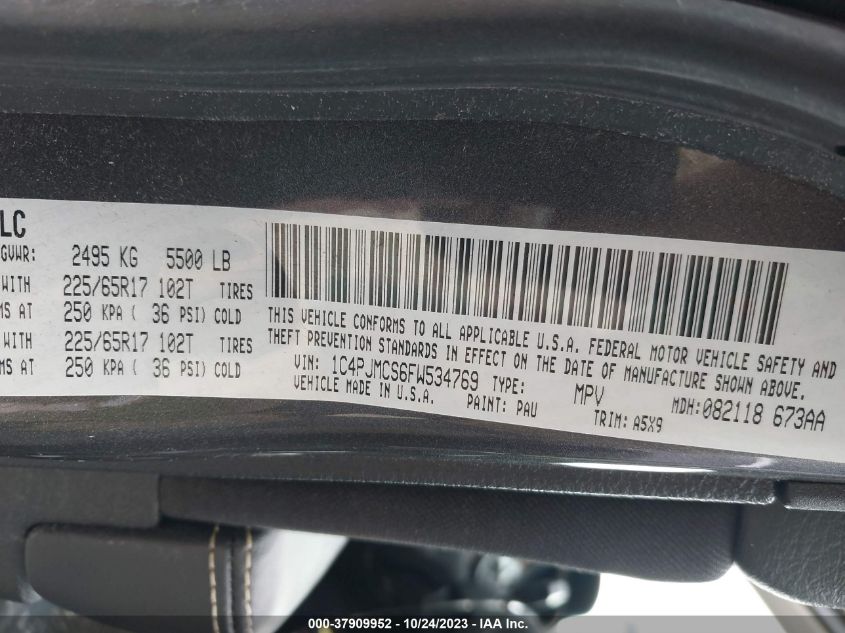 LC
GVWR: 2495 KG 5500 LB
WITH 225/65R17 102T TIRES
MS AT 250 KPA ( 36 PSI) COLD
WITH 225/65R17 102T TIRES
MS AT 250 KPA ( 36 PSI) COLD
THIS VEHICLE CONFORMS TO ALL APPLICABLE U.S.A. FEDERAL MOTOR VEHICLE SAFETY AND
THEFT PREVENTION STANDARDS IN EFFECT ON THE DATE OF MANUFACTURE SHOWN ABOVE.
VIN: 1C4PJMCS6FW534769 TYPE: MPV MDH:082118 673AA
VEHICLE MADE IN U.S.A. PAINT: PAU TRIM: A5X9
000-37909952 | 10/24/2023 - IAA Inc.